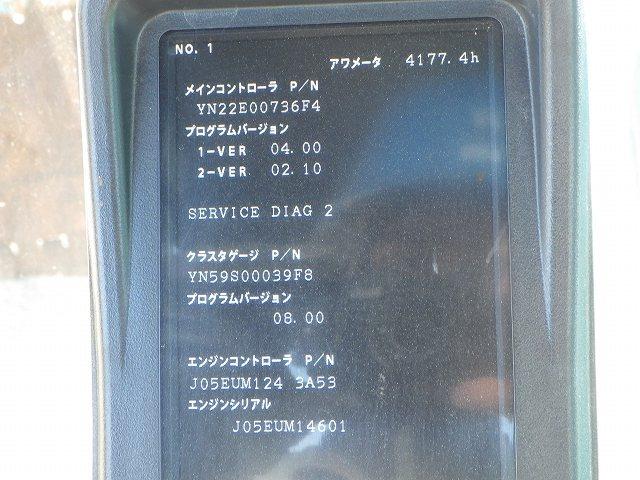 NO. 1
アワメータ 4177.4h
メインコントローラ P/N
YN22E00736F4
プログラムバージョン
1-VER 04.00
2-VER 02.10
SERVICE DIAG 2
クラスタゲージ P/N
YN59S00039F8
プログラムバージョン
08.00
エンジンコントローラ P/N
J05EUM124 3A53
エンジンシリアル
J05EUM14601